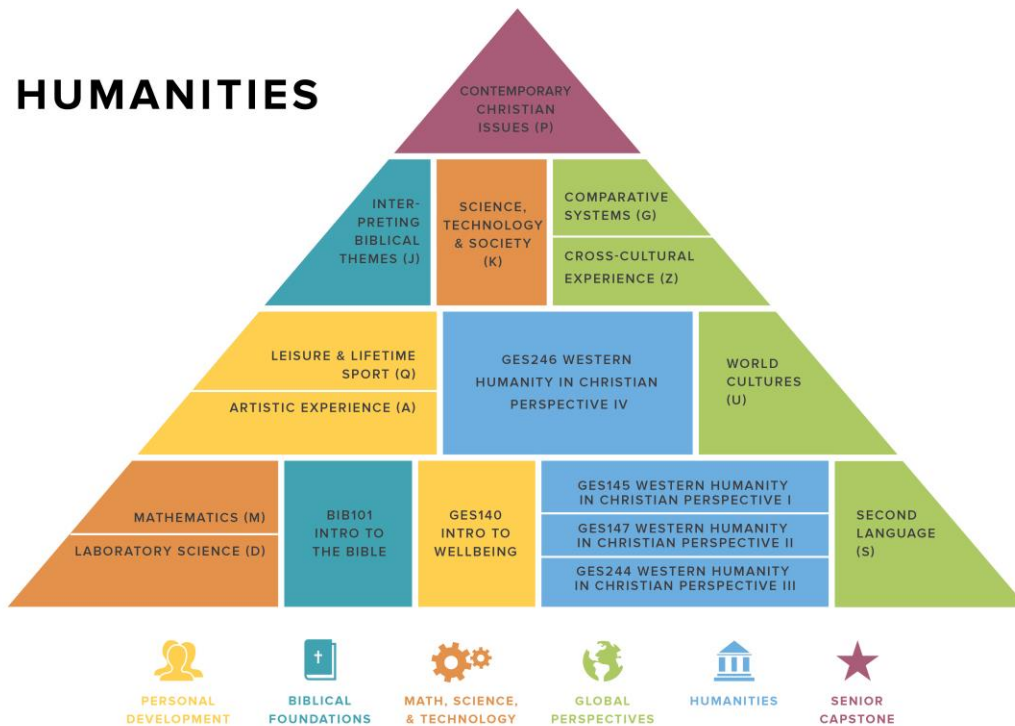 HUMANITIES
CONTEMPORARY
CHRISTIAN
ISSUES (P)
INTER-
PRETING
BIBLICAL
THEMES (J)
SCIENCE,
TECHNOLOGY
& SOCIETY
(K)
COMPARATIVE
SYSTEMS (G)
CROSS-CULTURAL
EXPERIENCE (Z)
LEISURE & LIFETIME
SPORT (Q)
ARTISTIC EXPERIENCE (A)
GES246 WESTERN
HUMANITY IN CHRISTIAN
PERSPECTIVE IV
WORLD
CULTURES
(U)
MATHEMATICS (M)
LABORATORY SCIENCE (D)
BIB101
INTRO TO
THE BIBLE
GES140
INTRO TO
WELLBEING
GES145 WESTERN HUMANITY
IN CHRISTIAN PERSPECTIVE I
GES147 WESTERN HUMANITY
IN CHRISTIAN PERSPECTIVE II
GES244 WESTERN HUMANITY
IN CHRISTIAN PERSPECTIVE III
SECOND
LANGUAGE
(S)
PERSONAL
DEVELOPMENT
BIBLICAL
FOUNDATIONS
MATH, SCIENCE,
& TECHNOLOGY
GLOBAL
PERSPECTIVES
HUMANITIES
SENIOR
CAPSTONE